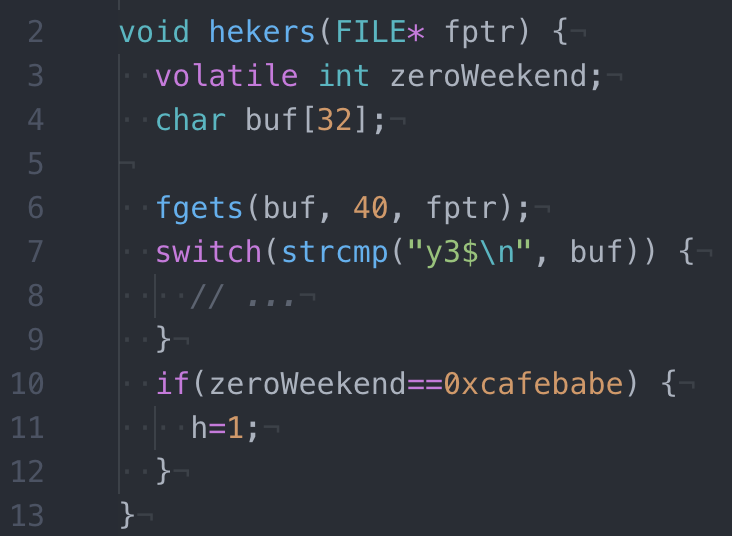 2 void hekers(FILE* fptr) {¬
3 ··volatile int zeroWeekend;¬
4 ··char buf[32];¬
5 ¬
6 ··fgets(buf, 40, fptr);¬
7 ··switch(strcmp("y3$\n", buf)) {¬
8 ····// ...¬
9 ··}¬
10 ··if(zeroWeekend==0xcafebabe) {¬
11 ····h=1;¬
12 ··}¬
13 }¬